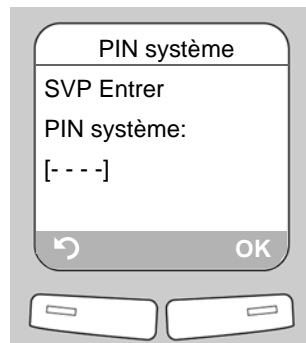 PIN système
SVP Entrer
PIN système:
[- - - -]
OK